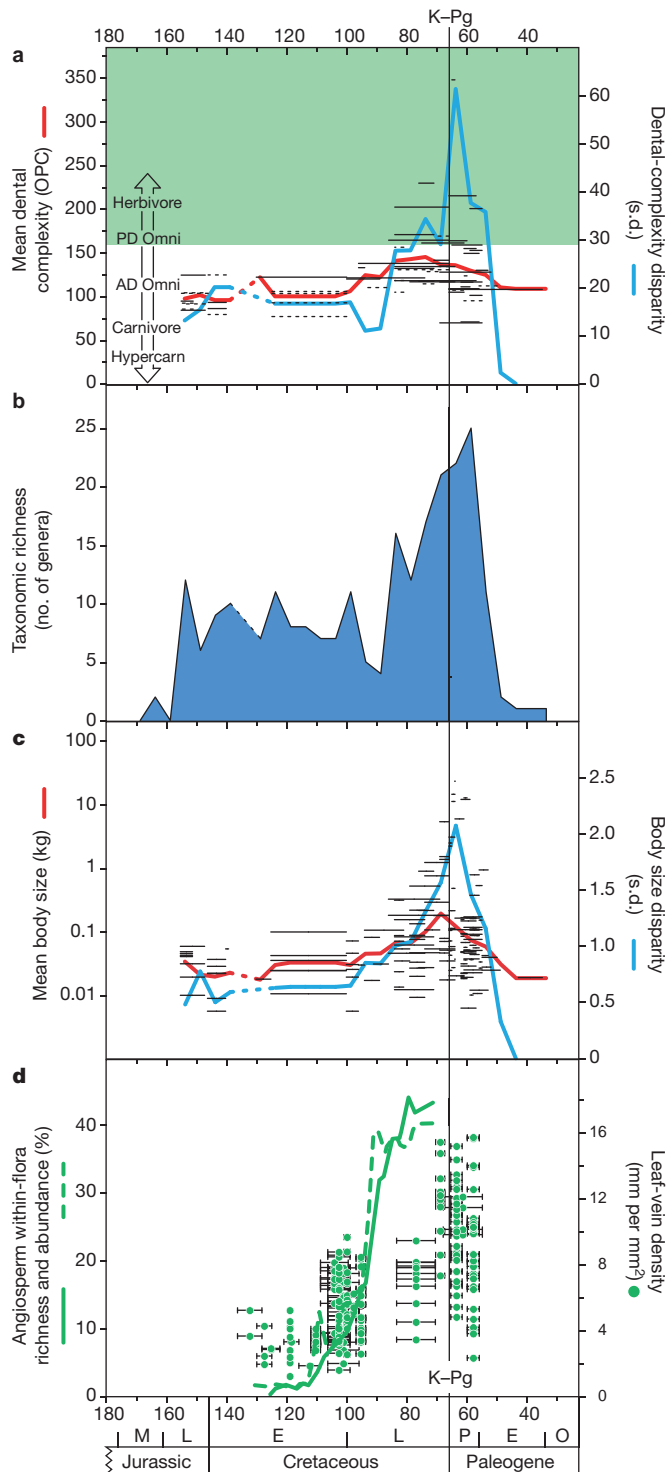 K–Pg
180 160 140 120 100 80 60 40
a
350
300
250
200
150
100
50
0
Mean dental
complexity (OPC)
Herbivore
PD Omni
AD Omni
Carnivore
Hypercarn
60
50
40
30
20
10
0
Dental-complexity disparity
(s.d.)
b
25
20
15
10
5
0
Taxonomic richness
(no. of genera)
c
100
10
1
0.1
0.01
Mean body size (kg)
2.5
2.0
1.5
1.0
0.5
0
Body size disparity
(s.d.)
d
40
30
20
10
0
Angiosperm within-flora
richness and abundance (%)
16
12
8
4
0
Leaf-vein density
(mm per mm²)
K–Pg
180 160 140 120 100 80 60 40
M L E L P E O
Jurassic Cretaceous Paleogene